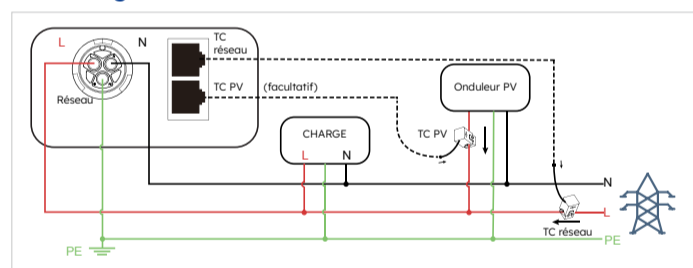 L
N
TC
réseau
Réseau
TC PV
(facultatif)
Onduleur PV
CHARGE
L
N
TC PV
N
L
TC réseau
PE
PE